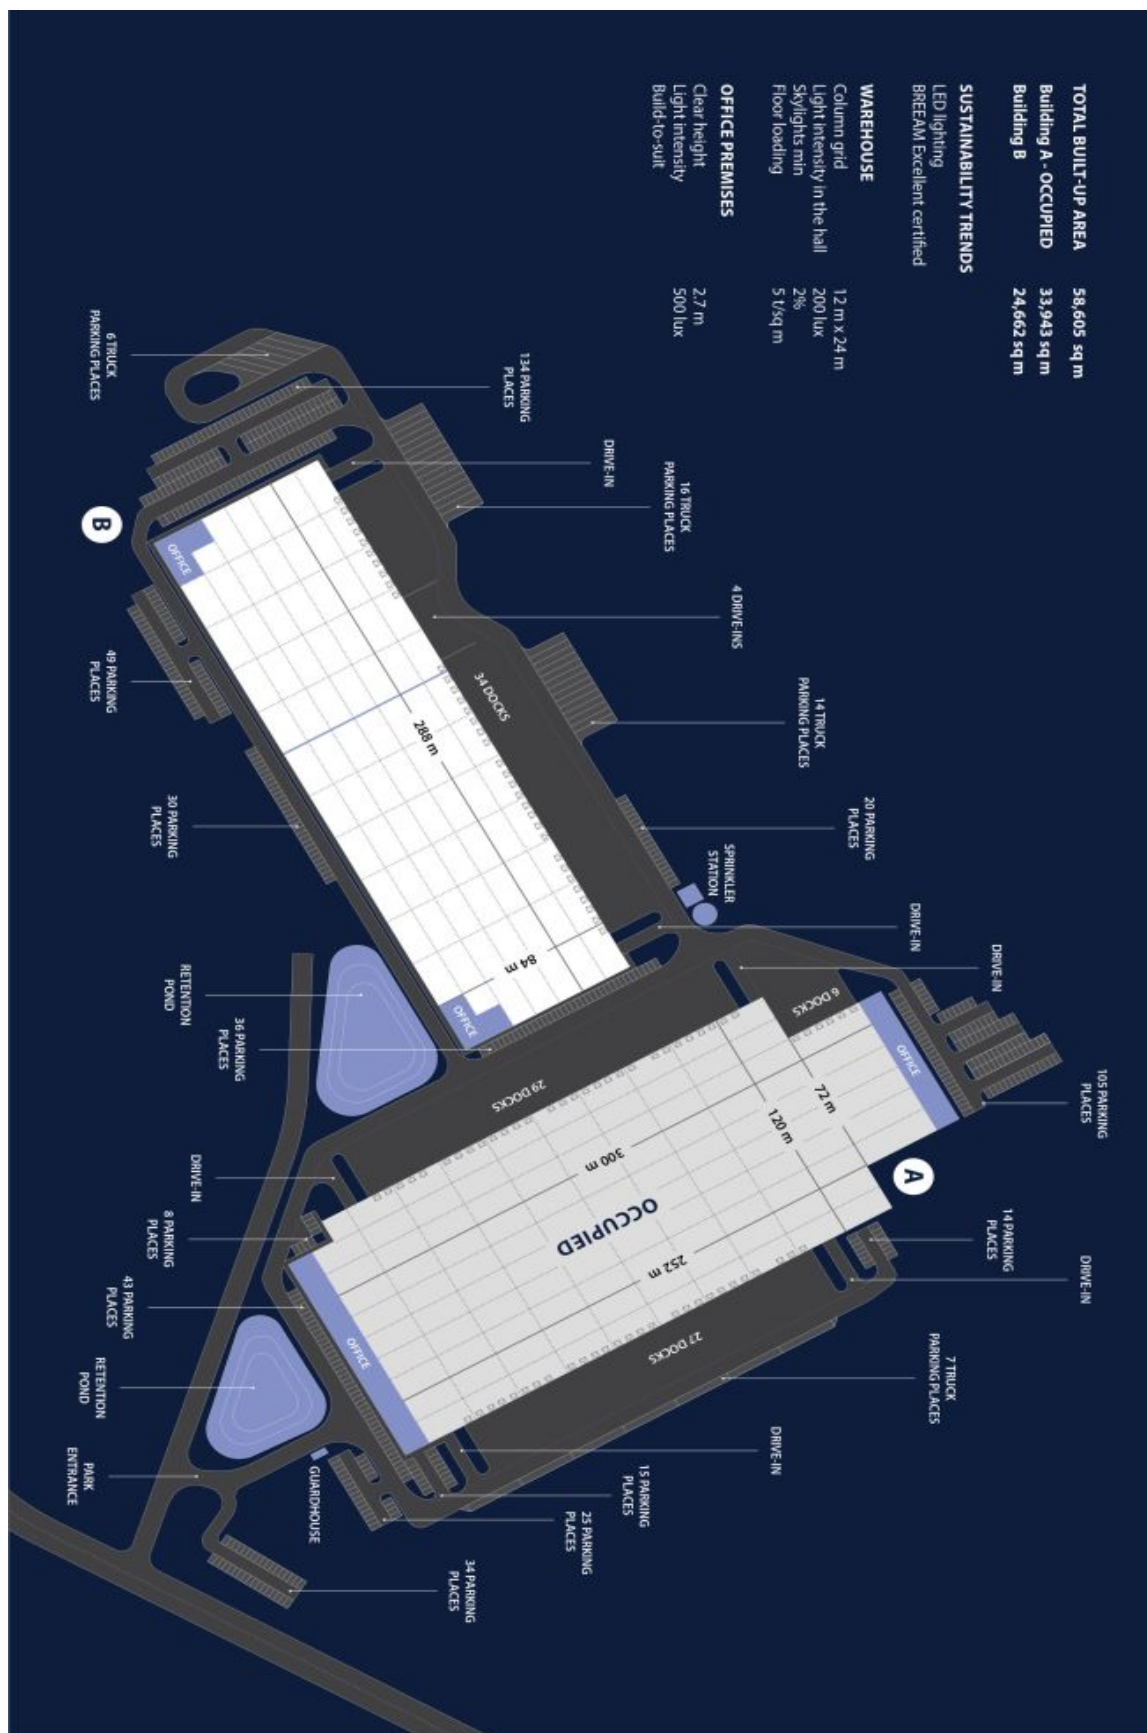 TOTAL BUILT-UP AREA 58,605 sq m
Building A - OCCUPIED 33,943 sq m
Building B 24,662 sq m
SUSTAINABILITY TRENDS
LED lighting
BREEAM Excellent certified
WAREHOUSE
Column grid 12 m x 24 m
Light intensity in the hall 200 lux
Skylights min 2%
Floor loading 5 t/sq m
OFFICE PREMISES
Clear height 2.7 m
Light intensity 500 lux
Build-to-suit
6 TRUCK
PARKING PLACES
134 PARKING
PLACES
DRIVE-IN
16 TRUCK
PARKING PLACES
4 DRIVE-INS
14 TRUCK
PARKING PLACES
20 PARKING
PLACES
SPRINKLER
STATION
DRIVE-IN
DRIVE-IN
105 PARKING
PLACES
B
OFFICE
34 DOCKS
288 m
84 m
OFFICE
49 PARKING
PLACES
30 PARKING
PLACES
RETENTION
POND
36 PARKING
PLACES
6 DOCKS
OFFICE
A
72 m
120 m
29 DOCKS
300 m
OCCUPIED
252 m
27 DOCKS
OFFICE
14 PARKING
PLACES
DRIVE-IN
7 TRUCK
PARKING PLACES
DRIVE-IN
DRIVE-IN
8 PARKING
PLACES
43 PARKING
PLACES
RETENTION
POND
PARK
ENTRANCE
GUARDHOUSE
15 PARKING
PLACES
25 PARKING
PLACES
34 PARKING
PLACES